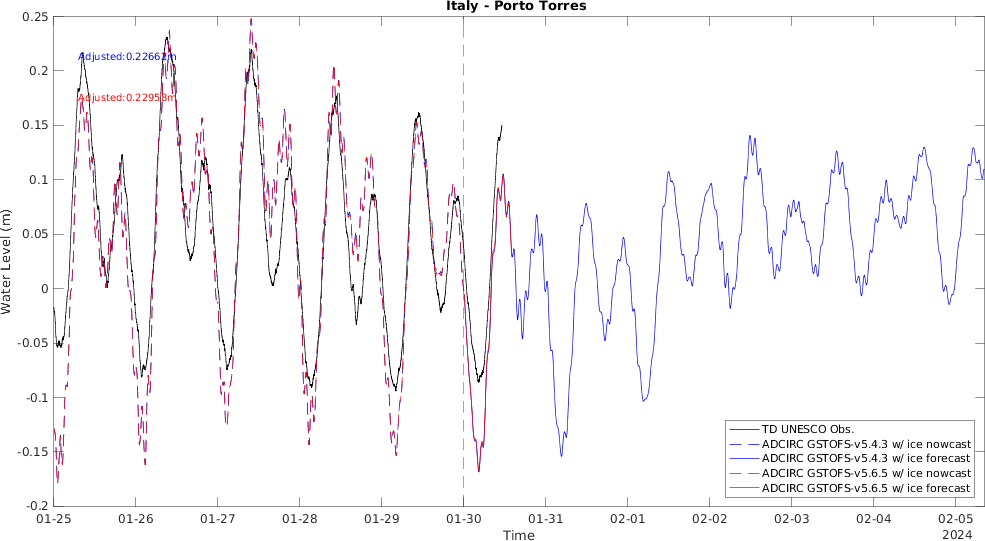 Italy - Porto Torres
0.25
0.2
0.15
0.1
0.05
0
-0.05
-0.1
-0.15
-0.2
Water Level (m)
Adjusted:0.22662m
Adjusted:0.22958m
TD UNESCO Obs.
ADCIRC GSTOFS-v5.4.3 w/ ice nowcast
ADCIRC GSTOFS-v5.4.3 w/ ice forecast
ADCIRC GSTOFS-v5.6.5 w/ ice nowcast
ADCIRC GSTOFS-v5.6.5 w/ ice forecast
01-25 01-26 01-27 01-28 01-29 01-30 01-31 02-01 02-02 02-03 02-04 02-05
Time
2024